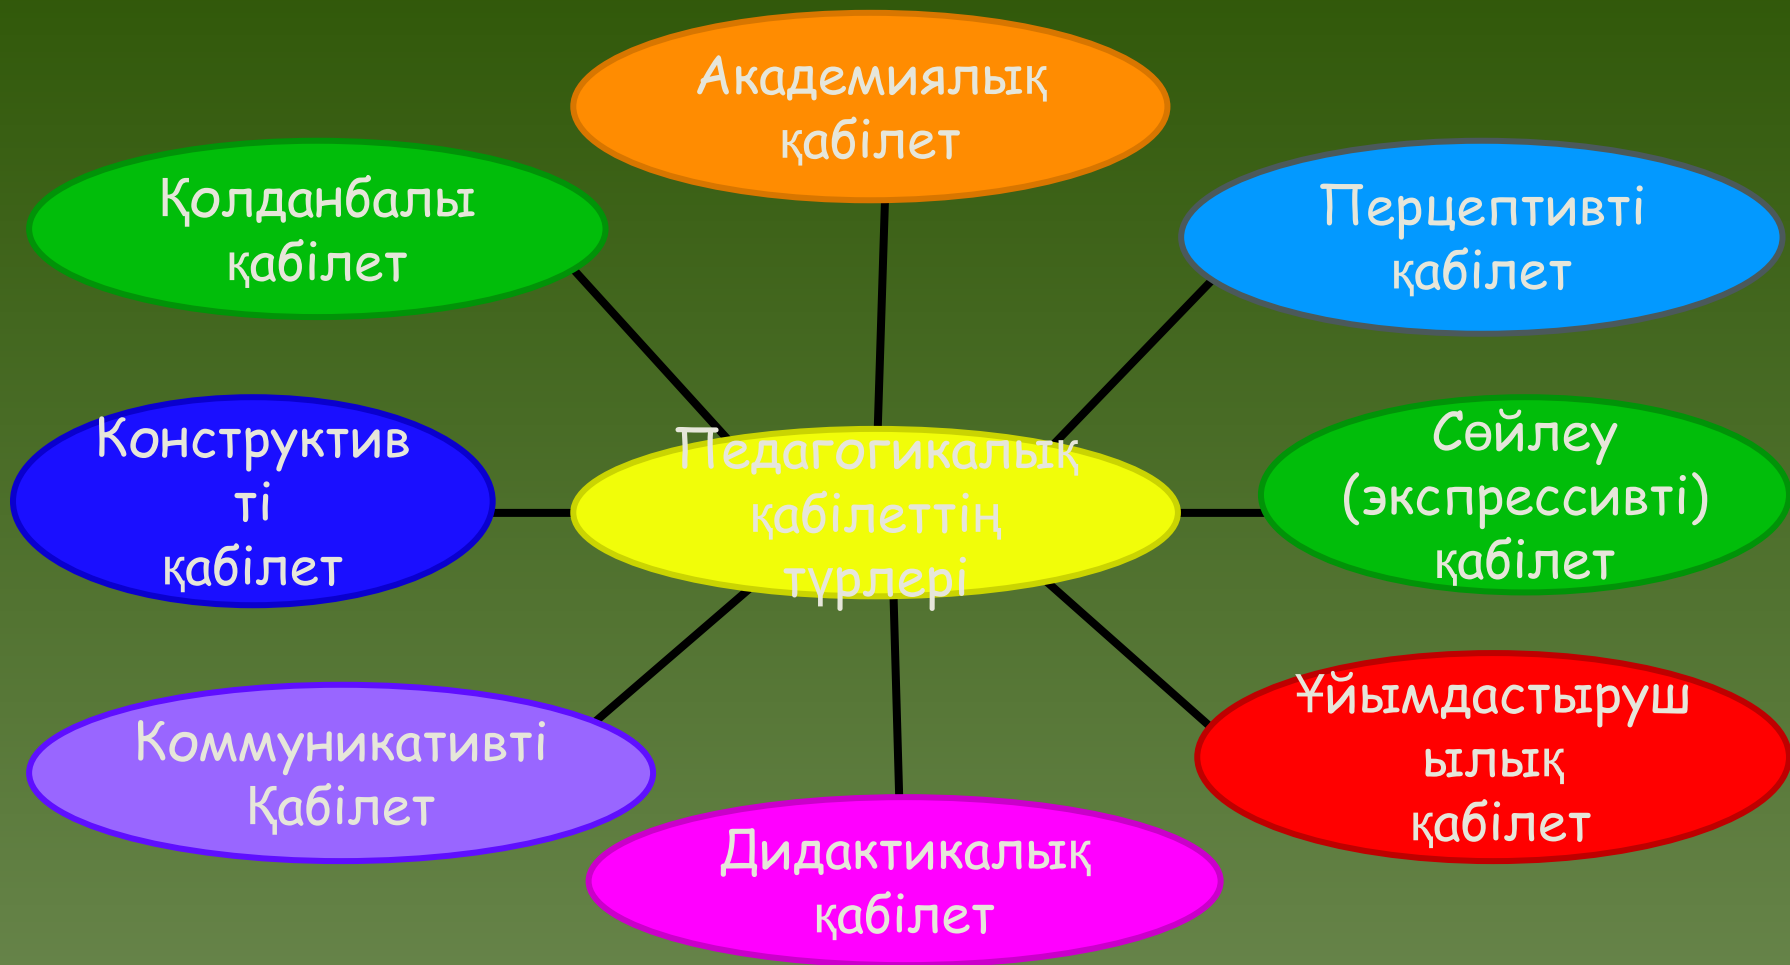 Академиялық
қабілет
Қолданбалы
қабілет
Перцептивті
қабілет
Конструктив
ті
қабілет
Педагогикалық
қабілеттің
түрлері
Сөйлеу
(экспрессивті)
қабілет
Коммуникативті
Қабілет
Ұйымдастыруш
ылық
қабілет
Дидактикалық
қабілет